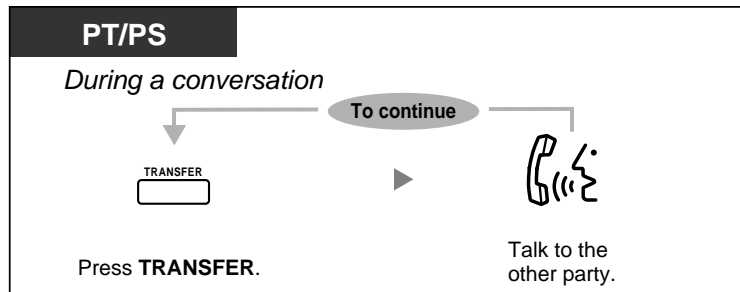 PT/PS
During a conversation
To continue
TRANSFER
Press TRANSFER.
Talk to the
other party.